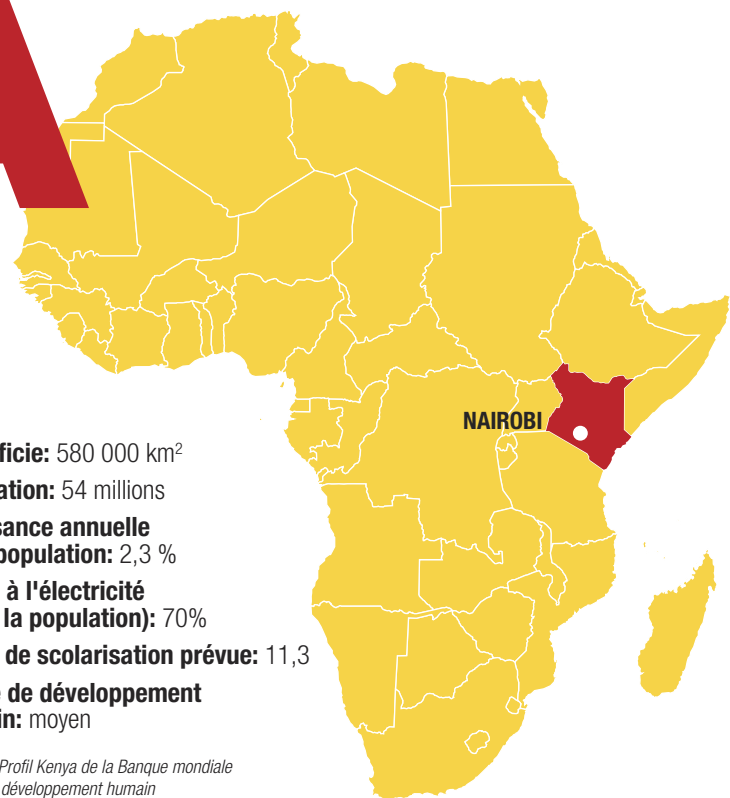 NAIROBI
ficie: 580 000 km²
ation: 54 millions
sance annuelle
population: 2,3 %
à l'électricité
la population): 70%
de scolarisation prévue: 11,3
de développement
in: moyen
Profil Kenya de la Banque mondiale
développement humain